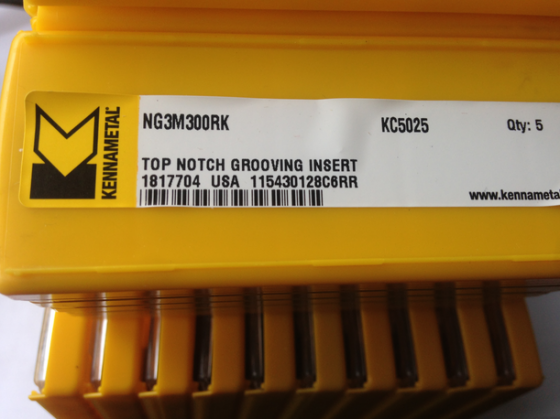 KENNAMETAL®
NG3M300RK KC5025 Qty: 5
TOP NOTCH GROOVING INSERT
1817704 USA 115430128C6RR
www.kennametal